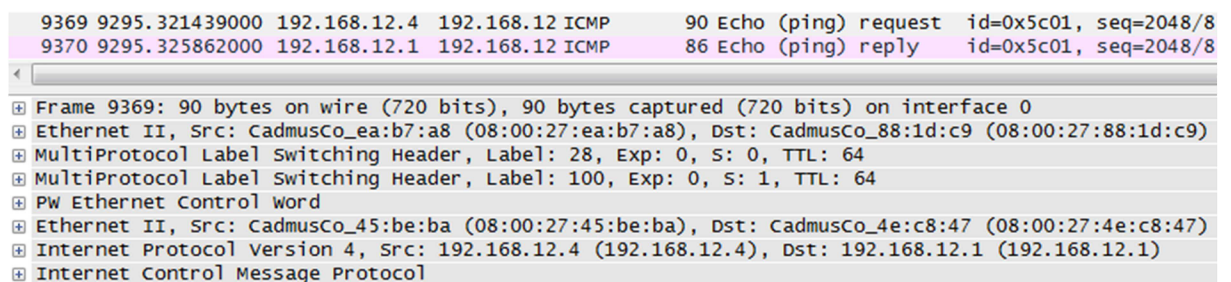 9369 9295.321439000 192.168.12.4 192.168.12 ICMP 90 Echo (ping) request id=0x5c01, seq=2048/8
9370 9295.325862000 192.168.12.1 192.168.12 ICMP 86 Echo (ping) reply id=0x5c01, seq=2048/8
Frame 9369: 90 bytes on wire (720 bits), 90 bytes captured (720 bits) on interface 0
Ethernet II, Src: CadmusCo_ea:b7:a8 (08:00:27:ea:b7:a8), Dst: CadmusCo_88:1d:c9 (08:00:27:88:1d:c9)
MultiProtocol Label Switching Header, Label: 28, Exp: 0, S: 0, TTL: 64
MultiProtocol Label Switching Header, Label: 100, Exp: 0, S: 1, TTL: 64
PW Ethernet Control Word
Ethernet II, Src: CadmusCo_45:be:ba (08:00:27:45:be:ba), Dst: CadmusCo_4e:c8:47 (08:00:27:4e:c8:47)
Internet Protocol Version 4, Src: 192.168.12.4 (192.168.12.4), Dst: 192.168.12.1 (192.168.12.1)
Internet Control Message Protocol